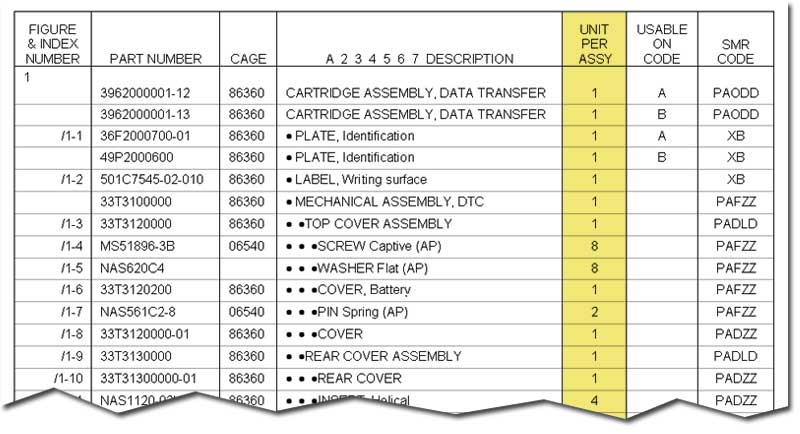 FIGURE & INDEX NUMBER PART NUMBER CAGE A 2 3 4 5 6 7 DESCRIPTION UNIT PER ASSY USABLE ON CODE SMR CODE
1
3962000001-12 86360 CARTRIDGE ASSEMBLY, DATA TRANSFER 1 A PAODD
3962000001-13 86360 CARTRIDGE ASSEMBLY, DATA TRANSFER 1 B PAODD
/1-1 36F2000700-01 86360 • PLATE, Identification 1 A XB
49P2000600 86360 • PLATE, Identification 1 B XB
/1-2 501C7545-02-010 86360 • LABEL, Writing surface 1 XB
33T3100000 86360 • MECHANICAL ASSEMBLY, DTC 1 PAFZZ
/1-3 33T3120000 86360 • •TOP COVER ASSEMBLY 1 PADLD
/1-4 MS51896-3B 06540 • • •SCREW Captive (AP) 8 PAFZZ
/1-5 NAS620C4 • • •WASHER Flat (AP) 8 PAFZZ
/1-6 33T3120200 86360 • • •COVER, Battery 1 PAFZZ
/1-7 NAS561C2-8 06540 • • •PIN Spring (AP) 2 PAFZZ
/1-8 33T3120000-01 86360 • • •COVER 1 PADZZ
/1-9 33T3130000 86360 • •REAR COVER ASSEMBLY 1 PADLD
/1-10 33T31300000-01 86360 • • •REAR COVER 1 PADZZ
86360 • • • Helical 4 PADZZ